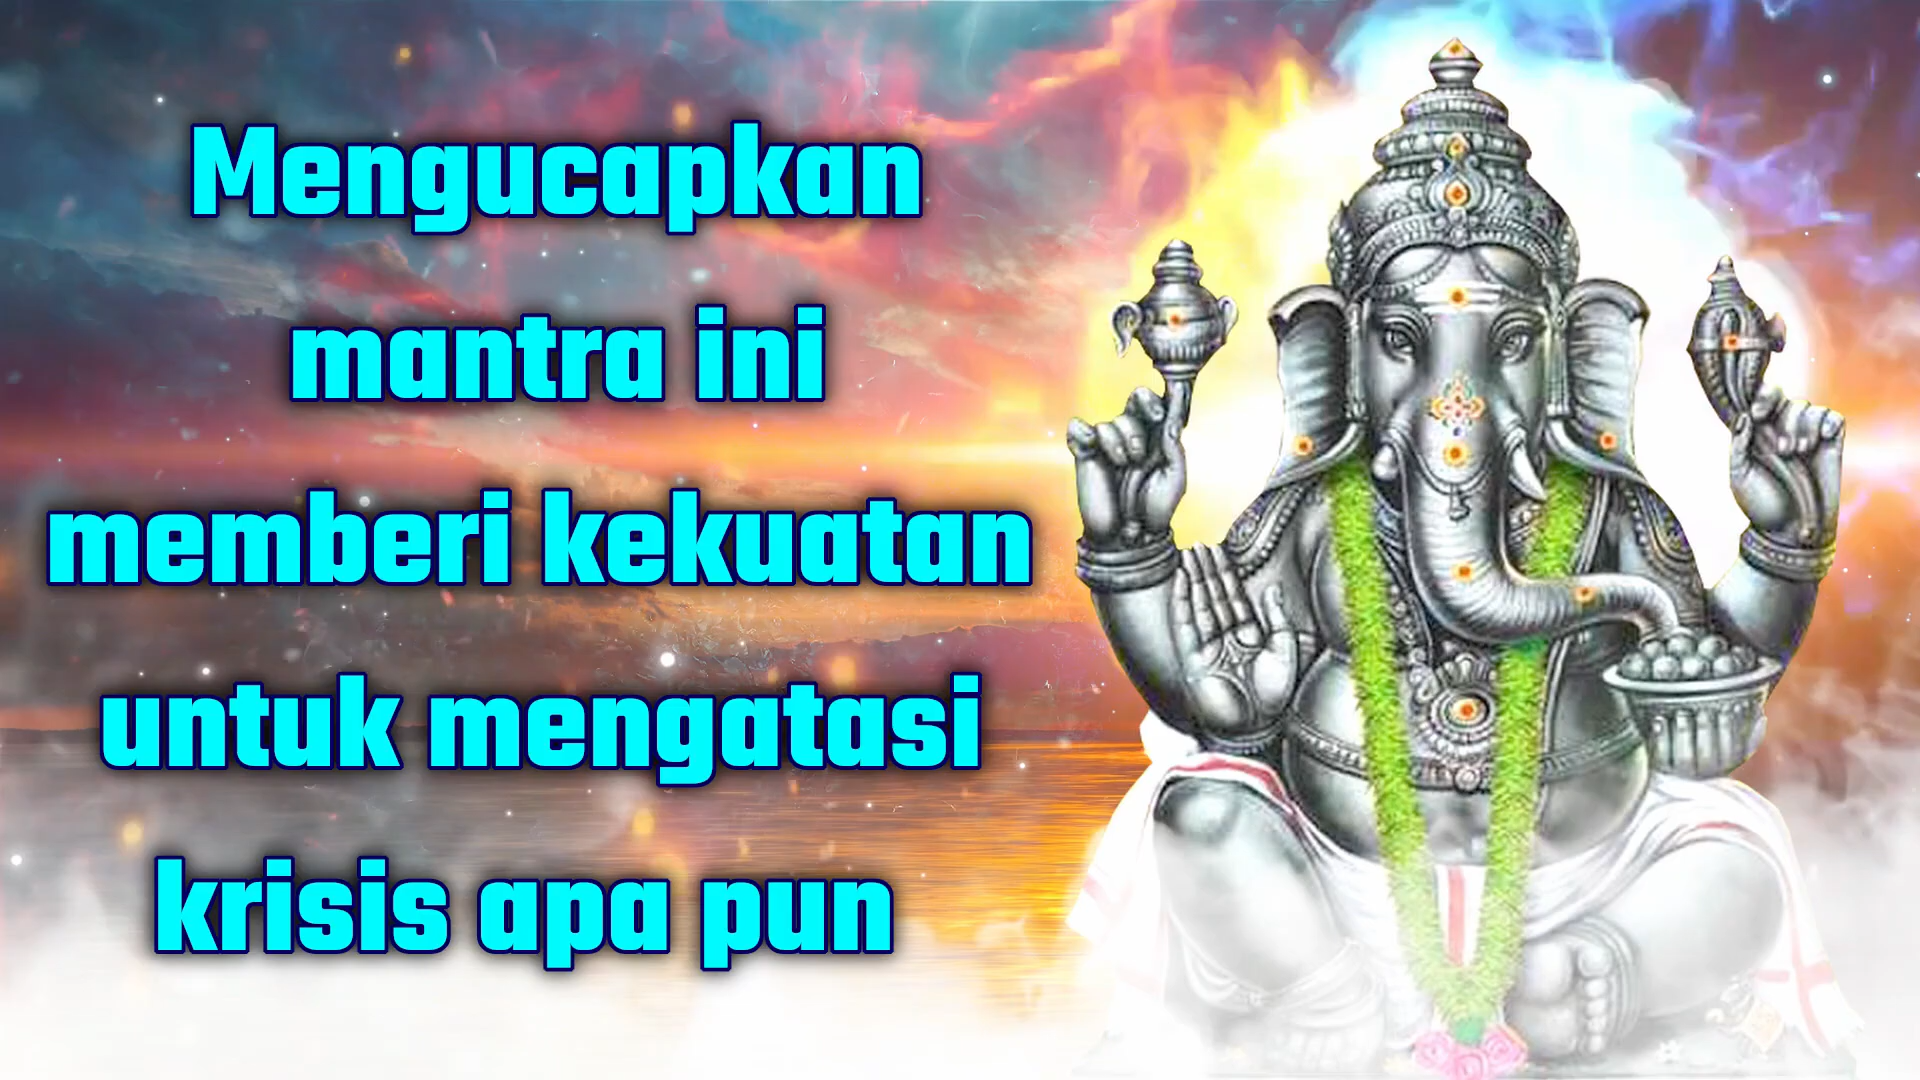 Mengucapkan
mantra ini
memberi kekuatan
untuk mengatasi
krisis apa pun